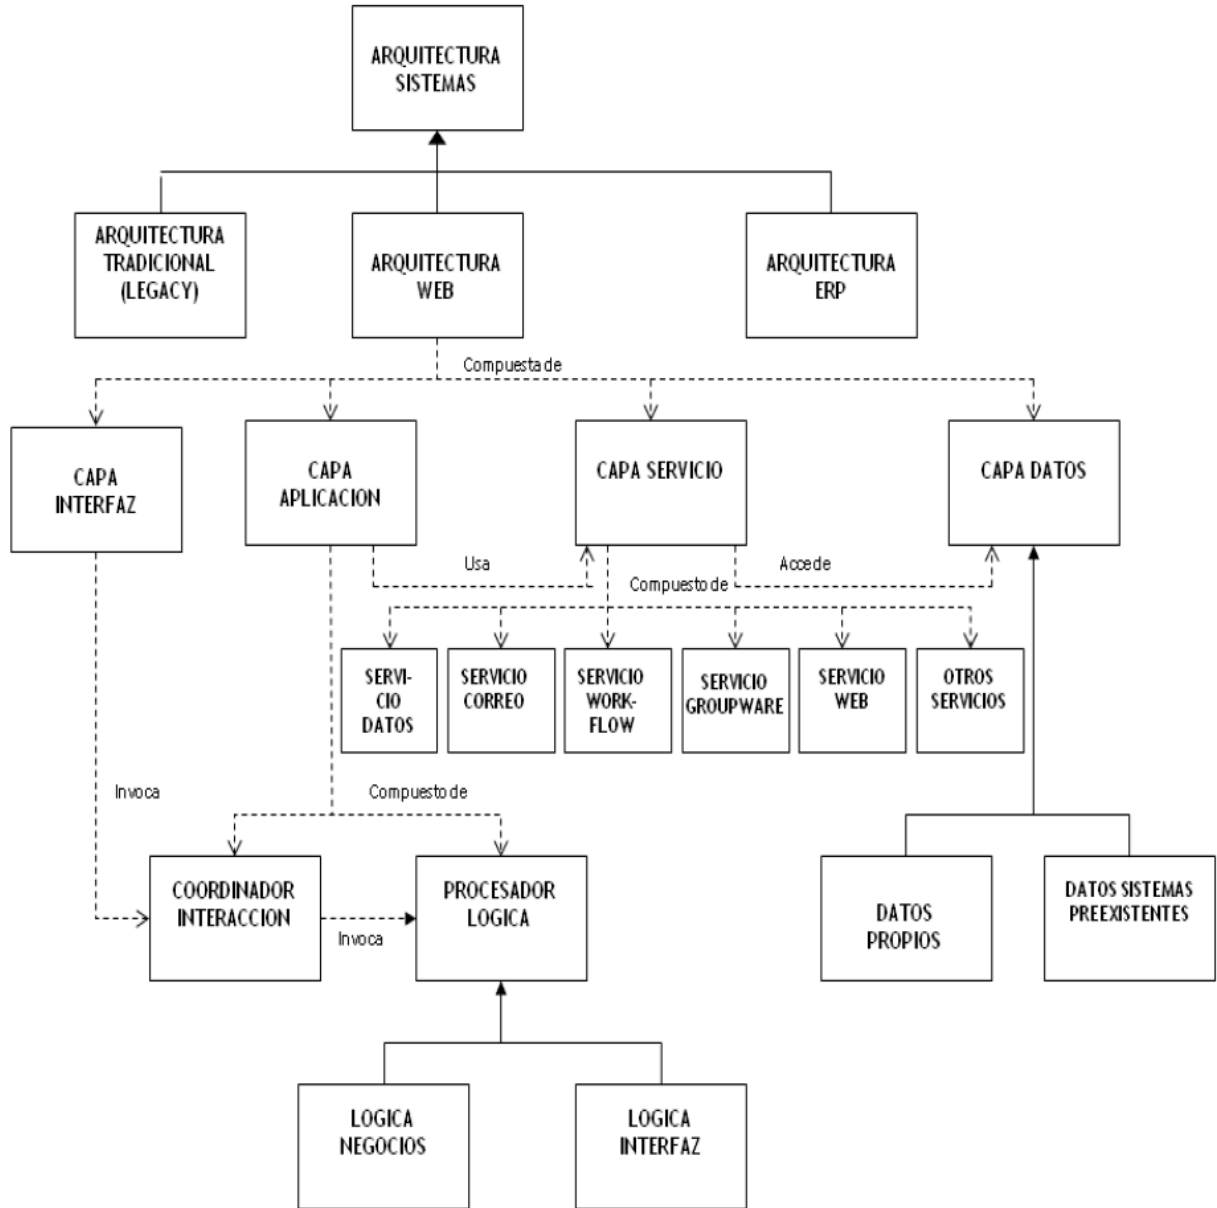 ARQUITECTURA
SISTEMAS
ARQUITECTURA
TRADICIONAL
(LEGACY)
ARQUITECTURA
WEB
ARQUITECTURA
ERP
Compuesta de
CAPA
INTERFAZ
CAPA
APLICACION
CAPA SERVICIO
CAPA DATOS
Usa
Accede
Compuesto de
SERVI-
CIO
DATOS
SERVICIO
CORREO
SERVICIO
WORK-
FLOW
SERVICIO
GROUPWARE
SERVICIO
WEB
OTROS
SERVICIOS
Invoca
Compuesto de
COORDINADOR
INTERACCION
Invoca
PROCESADOR
LOGICA
DATOS
PROPIOS
DATOS SISTEMAS
PREEXISTENTES
LOGICA
NEGOCIOS
LOGICA
INTERFAZ